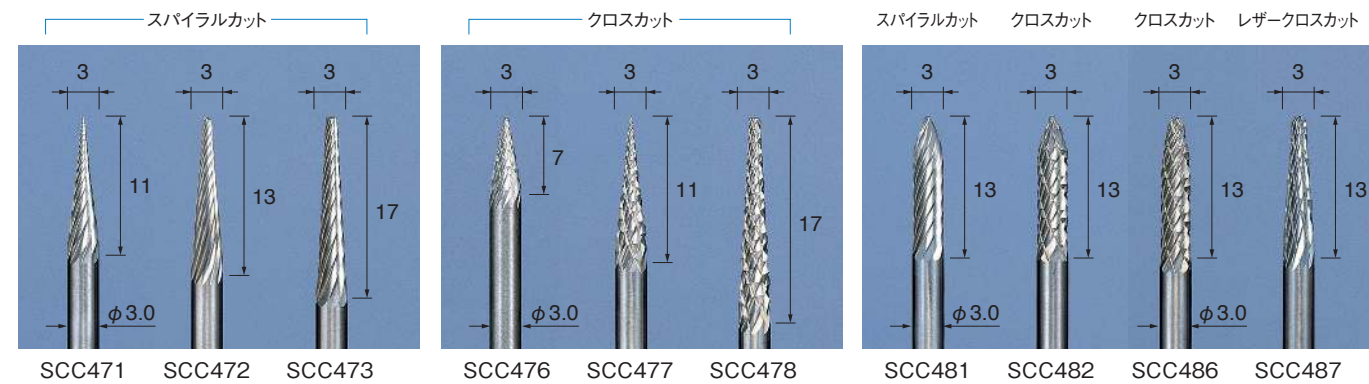 スパイラルカット
クロスカット
スパイラルカット クロスカット クロスカット レザークロスカット
3 3 3 3 3 3 3 3 3 3
11 13 17 7 11 17 13 13 13 13
φ3.0 φ3.0 φ3.0 φ3.0
SCC471 SCC472 SCC473 SCC476 SCC477 SCC478 SCC481 SCC482 SCC486 SCC487